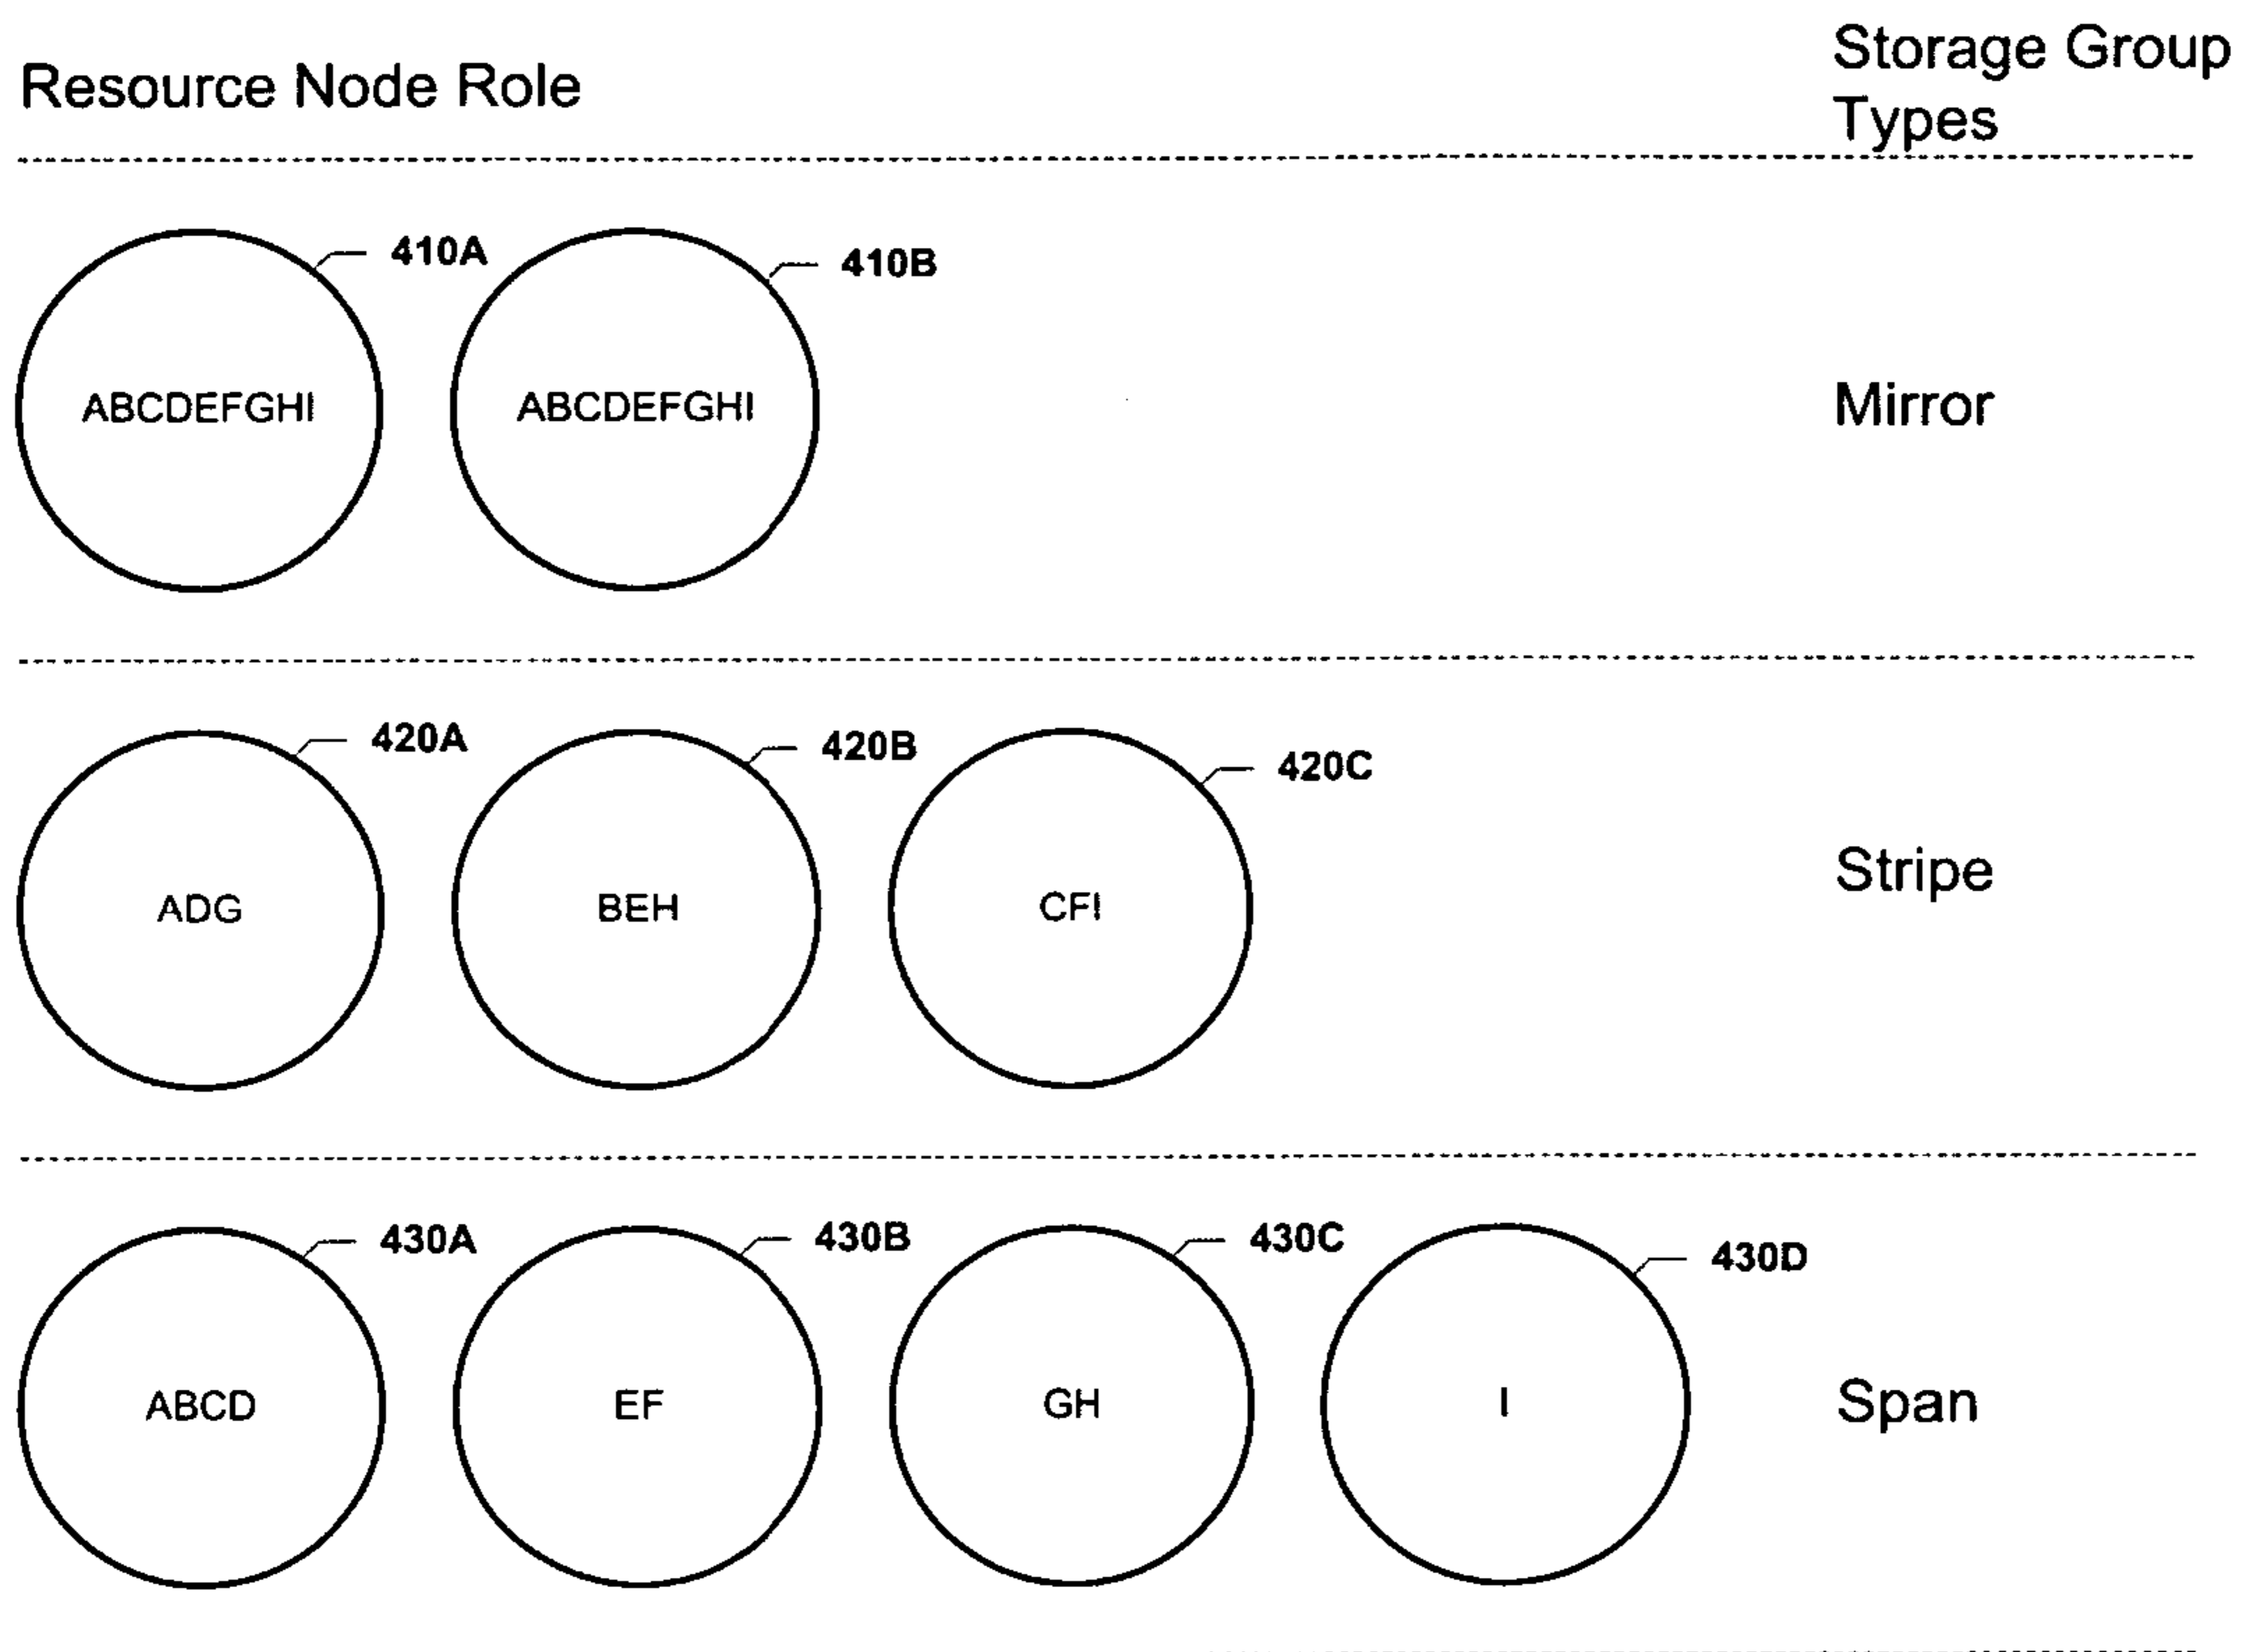 Resource Node Role
Storage Group
Types
410A
410B
ABCDEFGHI
ABCDEFGHI
Mirror
420A
420B
420C
ADG
BEH
CFI
Stripe
430A
430B
430C
430D
ABCD
EF
GH
I
Span